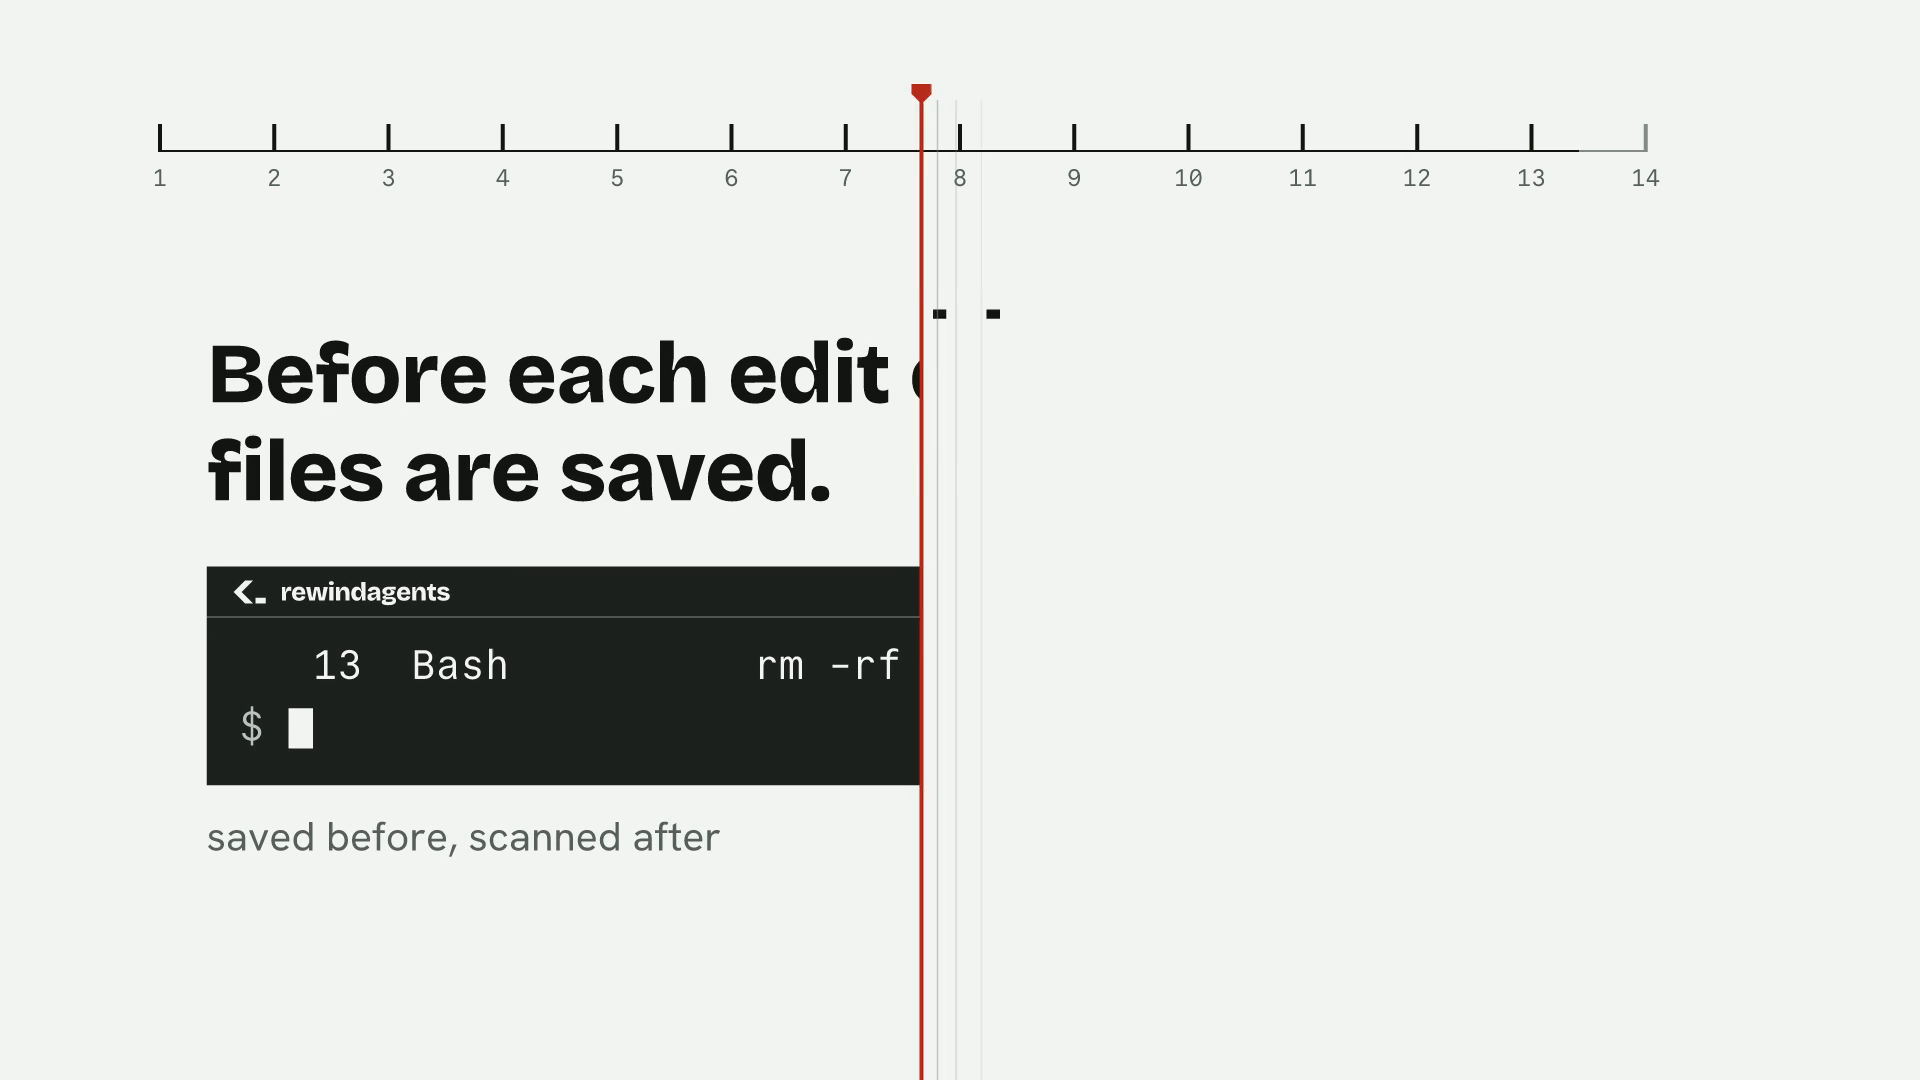 1 2 3 4 5 6 7 8 9 10 11 12 13 14
Before each edit
files are saved.
rewindagents
13 Bash rm -rf
$
saved before, scanned after